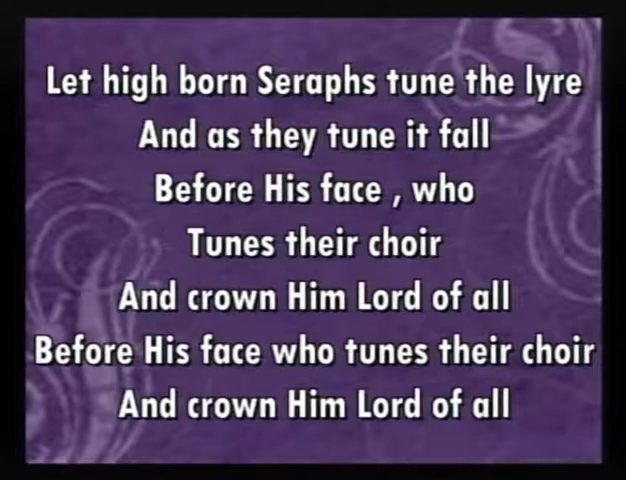 Let high born Seraphs tune the lyre
And as they tune it fall
Before His face , who
Tunes their choir
And crown Him Lord of all
Before His face who tunes their choir
And crown Him Lord of all